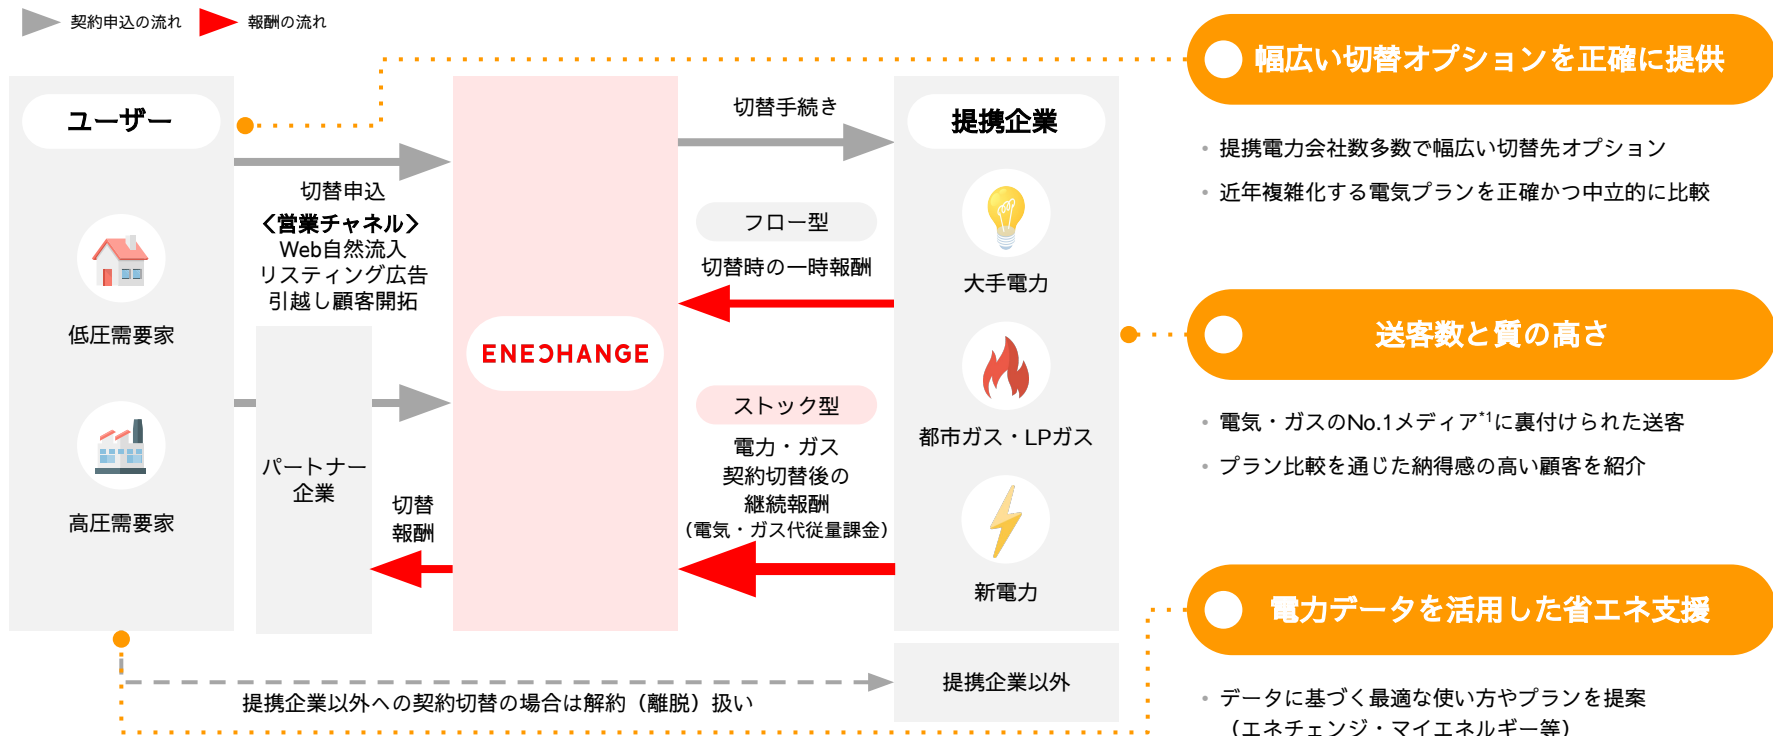 契約申込の流れ
報酬の流れ
ユーザー
低圧需要家
高圧需要家
切替申込
〈営業チャネル〉
Web自然流入
リスティング広告
引越し顧客開拓
パートナー
企業
切替
報酬
ENECHANGE
切替手続き
フロー型
切替時の一時報酬
ストック型
電力・ガス
契約切替後の
継続報酬
（電気・ガス代従量課金）
提携企業
大手電力
都市ガス・LPガス
新電力
提携企業以外
提携企業以外への契約切替の場合は解約（離脱）扱い
幅広い切替オプションを正確に提供
• 提携電力会社数多数で幅広い切替先オプション
• 近年複雑化する電気プランを正確かつ中立的に比較
送客数と質の高さ
• 電気・ガスのNo.1メディア*1に裏付けられた送客
• プラン比較を通じた納得感の高い顧客を紹介
電力データを活用した省エネ支援
• データに基づく最適な使い方やプランを提案
（エネチェンジ・マイエネルギー等）